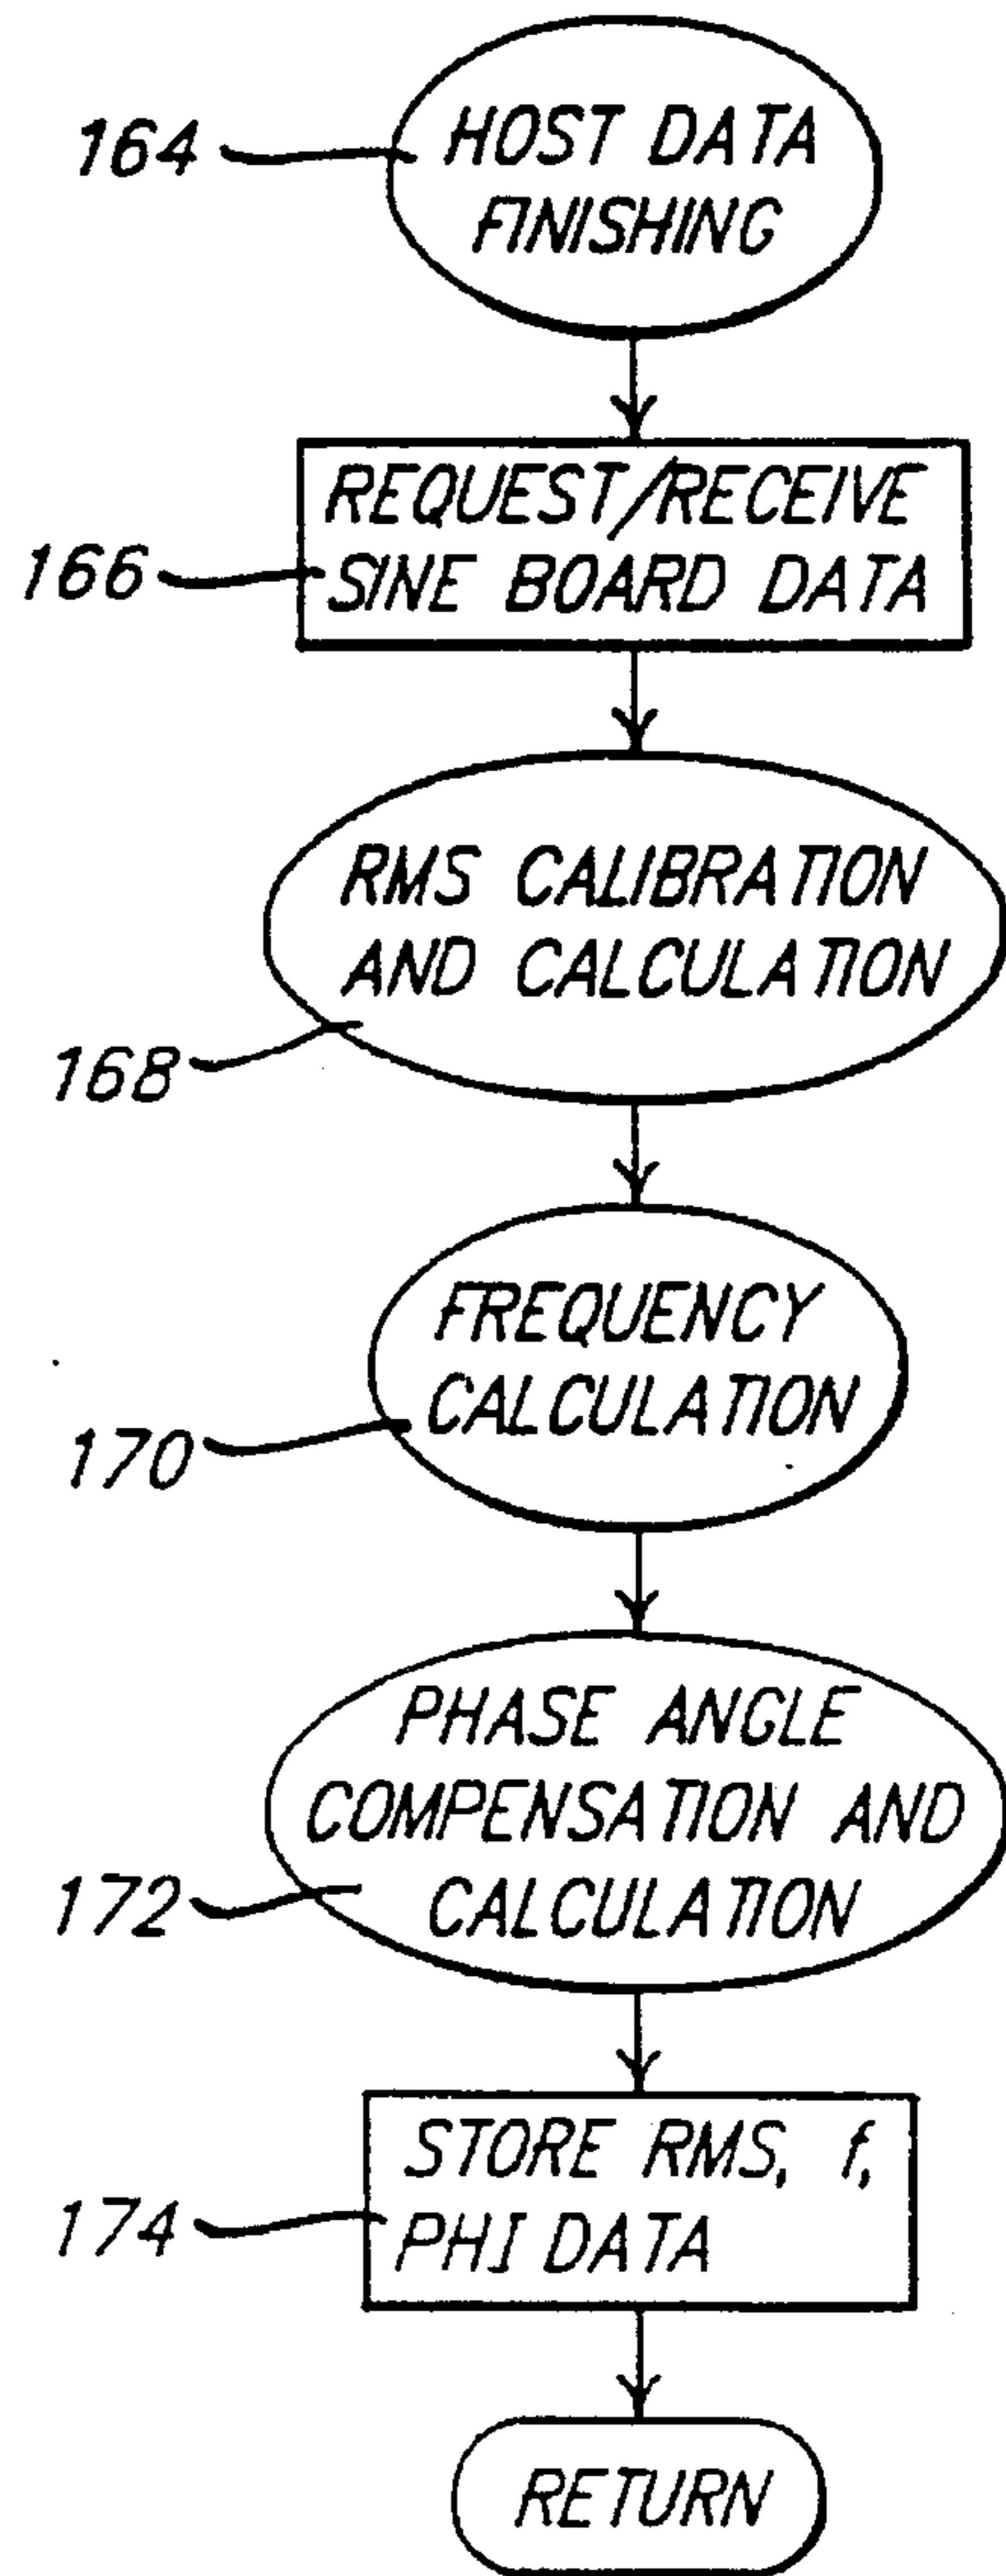 164
HOST DATA
FINISHING
REQUEST/RECEIVE
166
SINE BOARD DATA
RMS CALIBRATION
AND CALCULATION
168
FREQUENCY
CALCULATION
170
PHASE ANGLE
COMPENSATION AND
172
CALCULATION
STORE RMS, f,
174
PHI DATA
RETURN